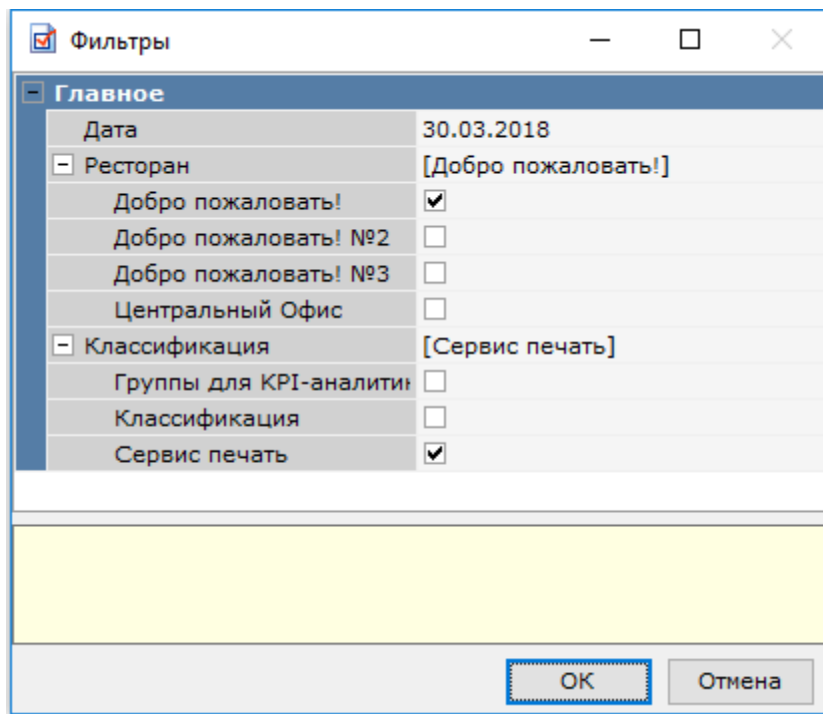 Фильтры
Главное
Дата 30.03.2018
Ресторан [Добро пожаловать!]
Добро пожаловать!
Добро пожаловать! №2
Добро пожаловать! №3
Центральный Офис
Классификация [Сервис печать]
Группы для KPI-аналитик
Классификация
Сервис печать
OK Отмена